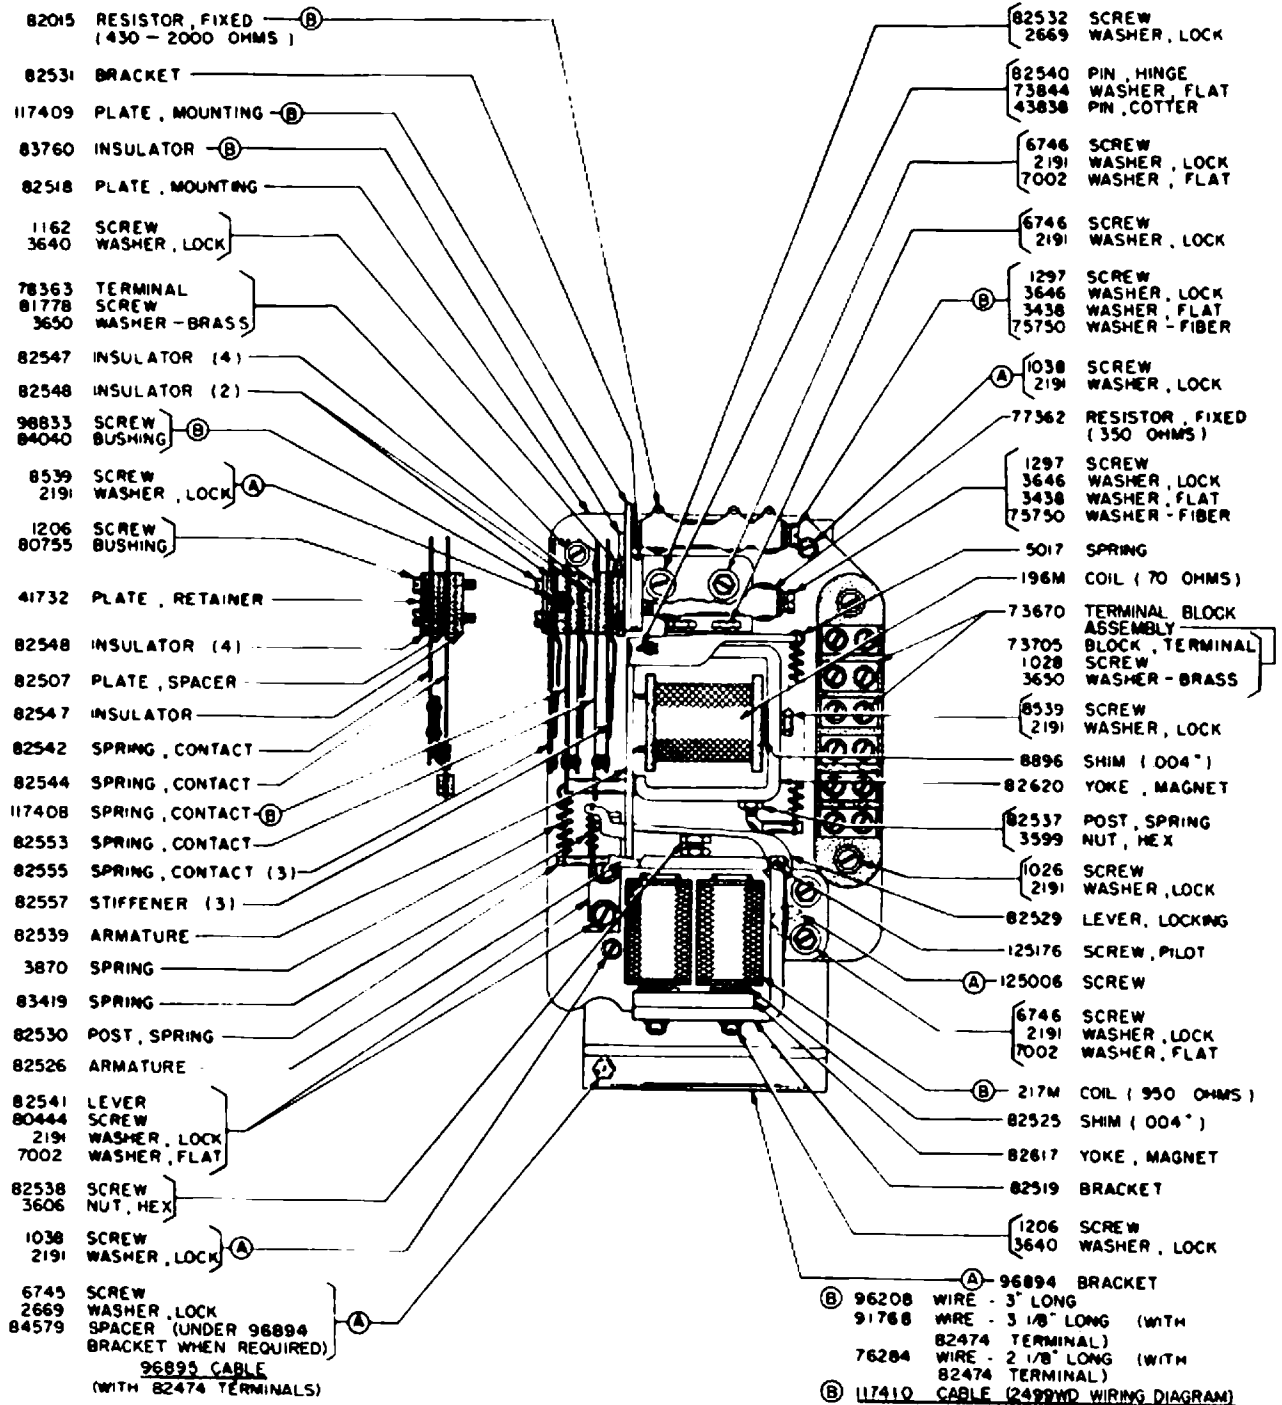 82015 RESISTOR, FIXED Ⓑ
(430 - 2000 OHMS)
82531 BRACKET
117409 PLATE, MOUNTING Ⓑ
83760 INSULATOR Ⓑ
82518 PLATE, MOUNTING
1162 SCREW
3640 WASHER, LOCK
78363 TERMINAL
81778 SCREW
3650 WASHER - BRASS
82547 INSULATOR (4)
82548 INSULATOR (2)
98833 SCREW
84040 BUSHING Ⓑ
8539 SCREW
2191 WASHER, LOCK Ⓐ
1206 SCREW
80755 BUSHING
41732 PLATE, RETAINER
82548 INSULATOR (4)
82507 PLATE, SPACER
82547 INSULATOR
82542 SPRING, CONTACT
82544 SPRING, CONTACT
117408 SPRING, CONTACT Ⓑ
82553 SPRING, CONTACT
82555 SPRING, CONTACT (3)
82557 STIFFENER (3)
82539 ARMATURE
3870 SPRING
83419 SPRING
82530 POST, SPRING
82526 ARMATURE
82541 LEVER
80444 SCREW
2191 WASHER, LOCK
7002 WASHER, FLAT
82538 SCREW
3606 NUT, HEX
1038 SCREW
2191 WASHER, LOCK Ⓐ
6745 SCREW
2669 WASHER, LOCK
84579 SPACER (UNDER 96894 Ⓐ
BRACKET WHEN REQUIRED)
96895 CABLE
(WITH 82474 TERMINALS)
82532 SCREW
2669 WASHER, LOCK
82540 PIN, HINGE
73844 WASHER, FLAT
43838 PIN, COTTER
6746 SCREW
2191 WASHER, LOCK
7002 WASHER, FLAT
6746 SCREW
2191 WASHER, LOCK
1297 SCREW
Ⓑ 3646 WASHER, LOCK
3438 WASHER, FLAT
75750 WASHER - FIBER
Ⓐ 1038 SCREW
2191 WASHER, LOCK
77362 RESISTOR, FIXED
(350 OHMS)
1297 SCREW
3646 WASHER, LOCK
3438 WASHER, FLAT
75750 WASHER - FIBER
5017 SPRING
196M COIL (70 OHMS)
73670 TERMINAL BLOCK
ASSEMBLY
73705 BLOCK, TERMINAL
1028 SCREW
3650 WASHER - BRASS
8539 SCREW
2191 WASHER, LOCK
8896 SHIM (.004")
82620 YOKE, MAGNET
82537 POST, SPRING
3599 NUT, HEX
1026 SCREW
2191 WASHER, LOCK
82529 LEVER, LOCKING
125176 SCREW, PILOT
Ⓐ 125006 SCREW
6746 SCREW
2191 WASHER, LOCK
7002 WASHER, FLAT
Ⓑ 217M COIL (950 OHMS)
82525 SHIM (.004")
82617 YOKE, MAGNET
82519 BRACKET
1206 SCREW
3640 WASHER, LOCK
Ⓐ 96894 BRACKET
Ⓑ 96208 WIRE - 3" LONG
91768 WIRE - 3 1/8" LONG (WITH
82474 TERMINAL)
76284 WIRE - 2 1/8" LONG (WITH
82474 TERMINAL)
Ⓑ 117410 CABLE (2499WD WIRING DIAGRAM)